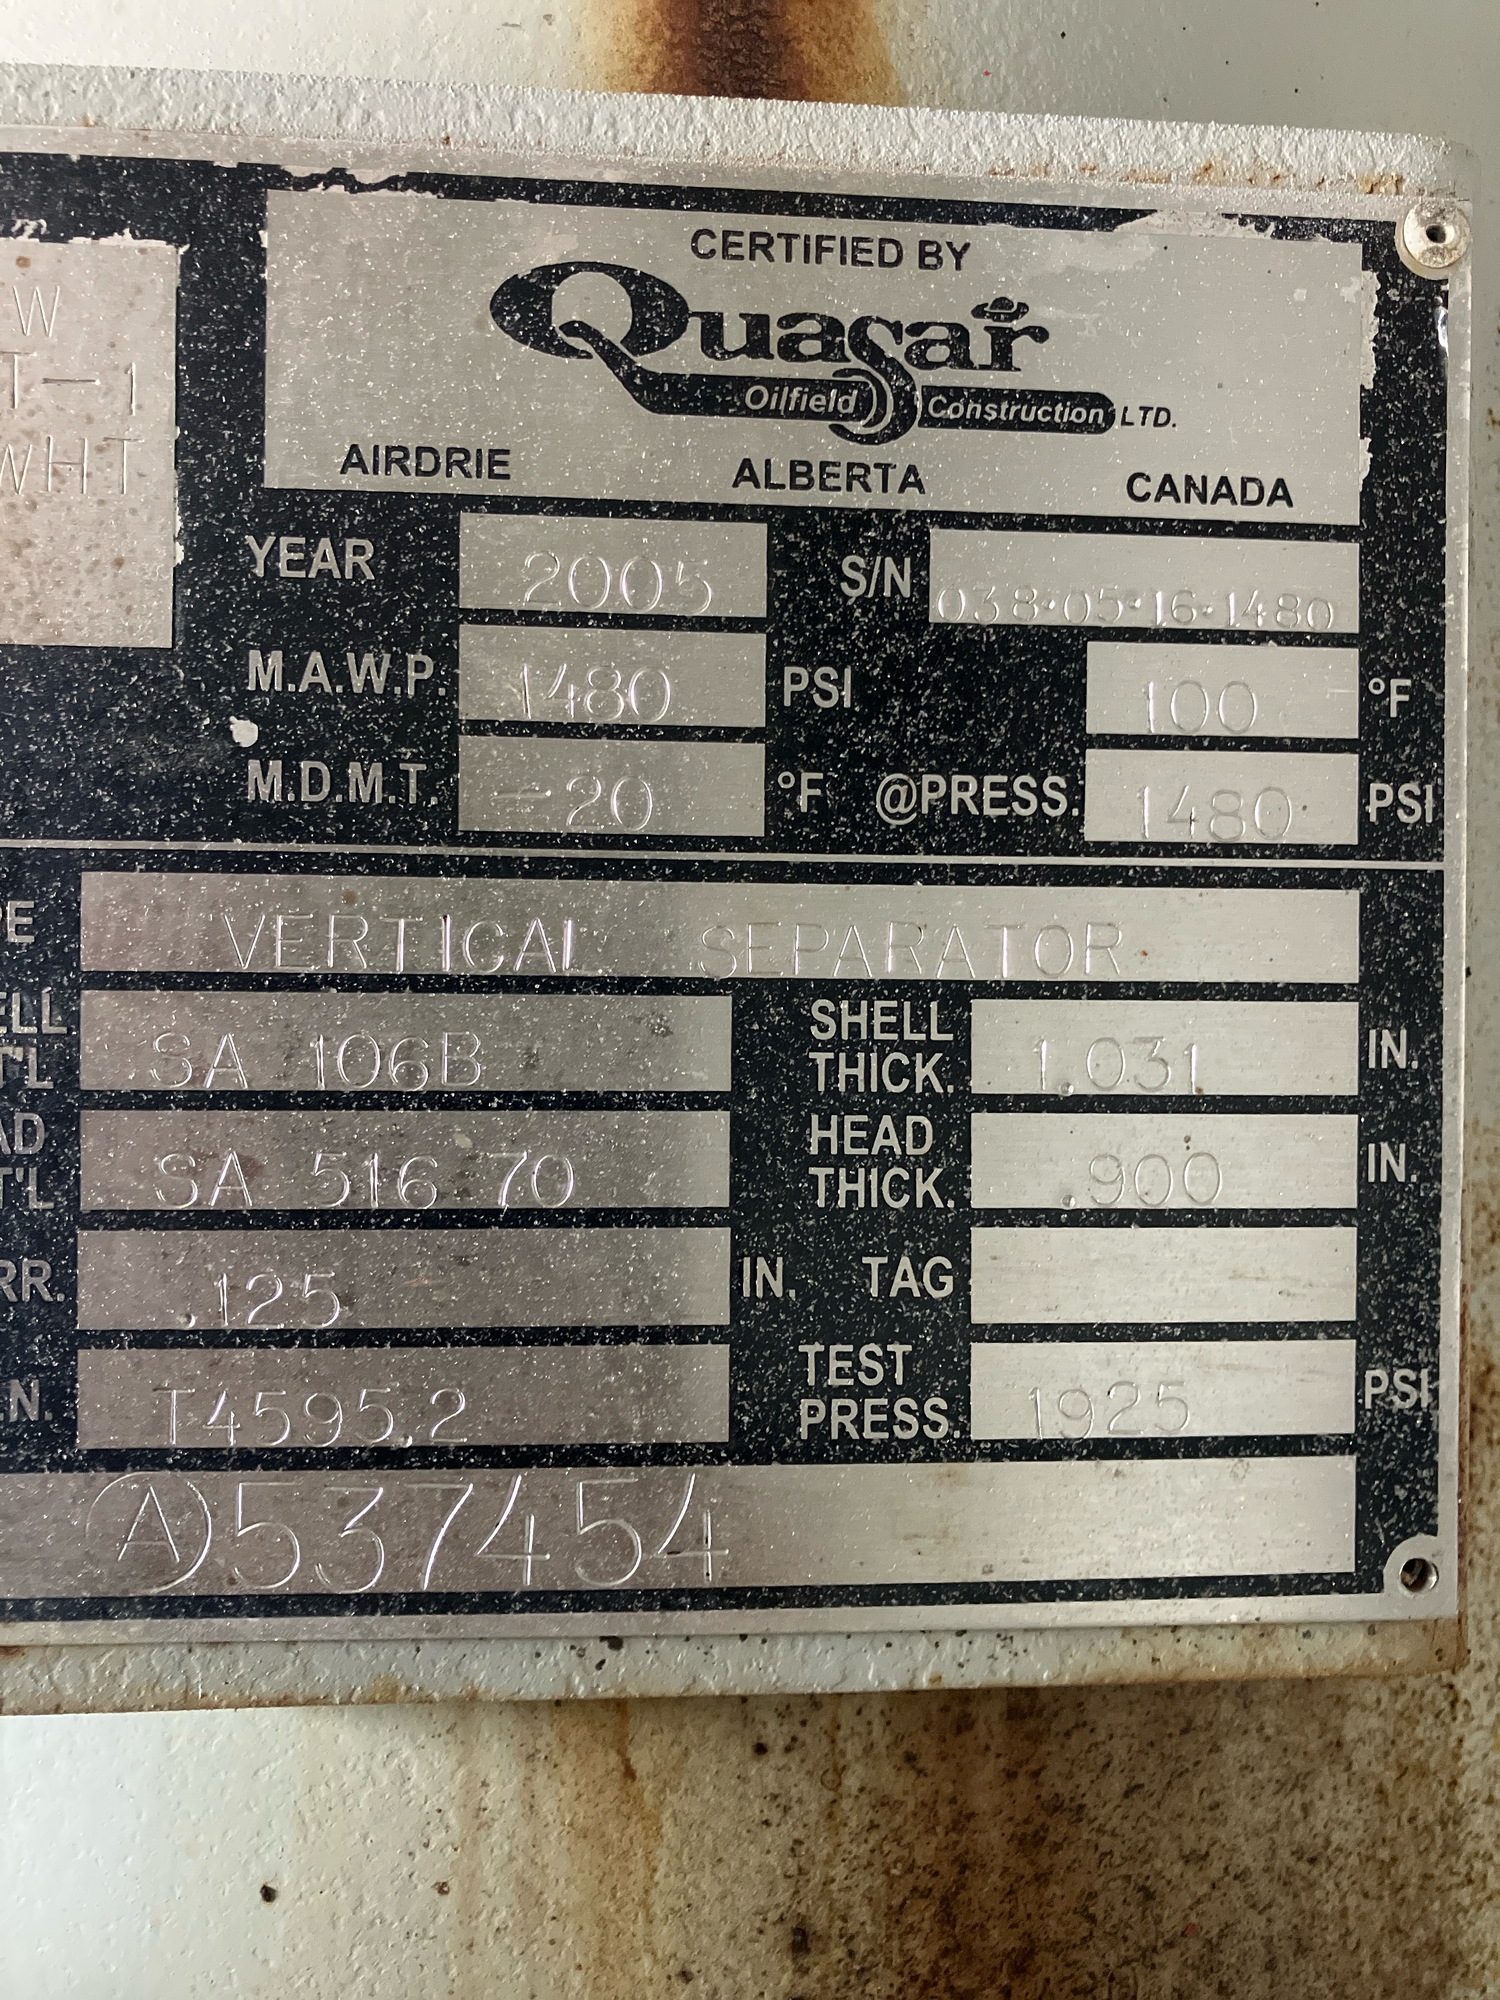 W
T-1
WHT
CERTIFIED BY
Quasar
Oilfield Construction LTD.
AIRDRIE ALBERTA CANADA
YEAR 2005 S/N 038·05·16·1480
M.A.W.P. 1480 PSI 100 °F
M.D.M.T. -20 °F @PRESS. 1480 PSI
PE VERTICAL SEPARATOR
ELL T'L SA 106B SHELL THICK. 1.031 IN.
AD T'L SA 516 70 HEAD THICK. .900 IN.
RR. .125 IN. TAG
.N. T4595.2 TEST PRESS. 1925 PSI
A 537454